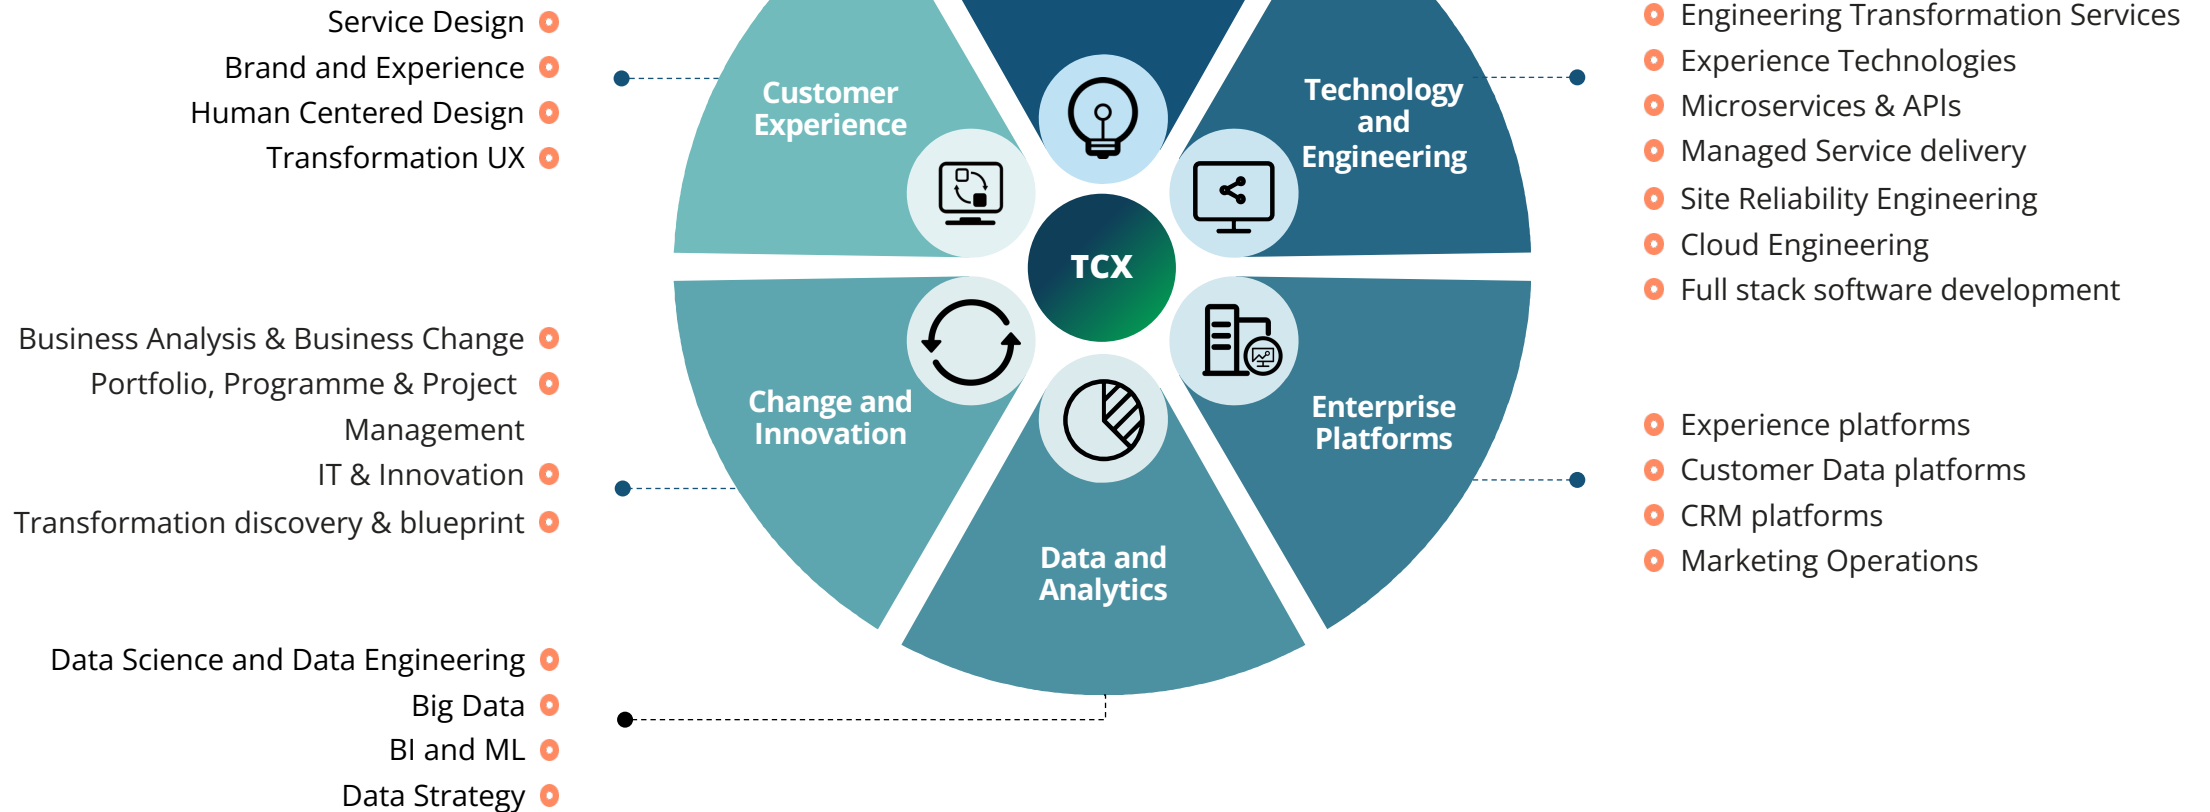 Service Design
Brand and Experience
Human Centered Design
Transformation UX
Customer
Experience
Technology
and
Engineering
Engineering Transformation Services
Experience Technologies
Microservices & APIs
Managed Service delivery
Site Reliability Engineering
Cloud Engineering
Full stack software development
TCX
Business Analysis & Business Change
Portfolio, Programme & Project
Management
IT & Innovation
Transformation discovery & blueprint
Change and
Innovation
Enterprise
Platforms
Experience platforms
Customer Data platforms
CRM platforms
Marketing Operations
Data and
Analytics
Data Science and Data Engineering
Big Data
BI and ML
Data Strategy